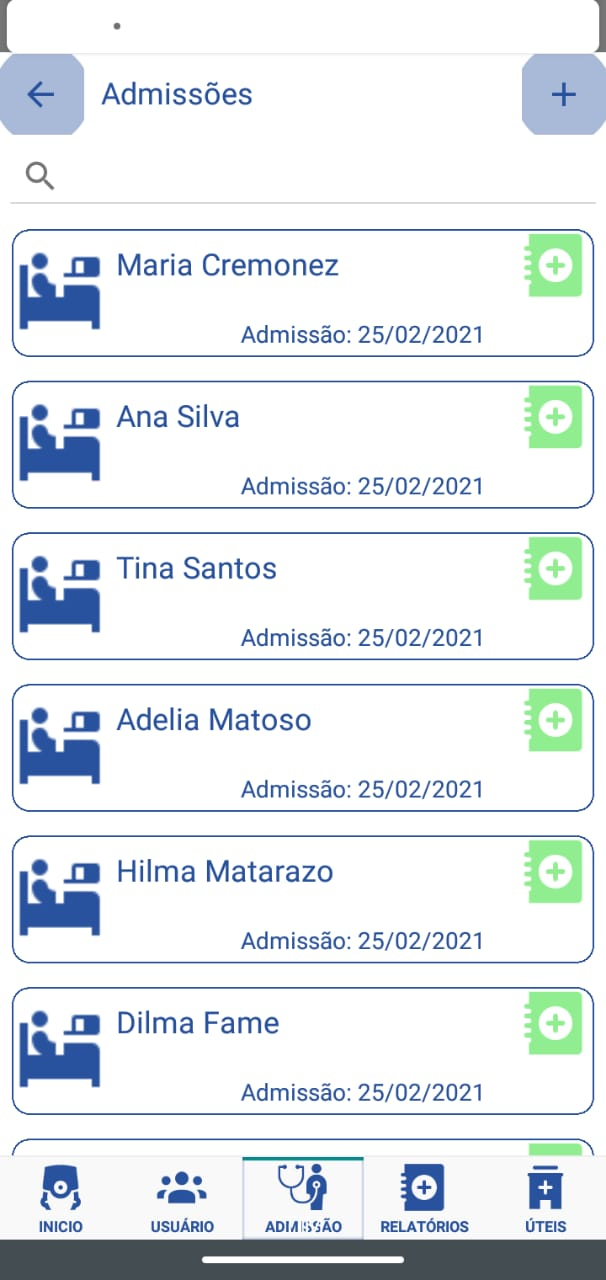 Admissões
Maria Cremonez
Admissão: 25/02/2021
Ana Silva
Admissão: 25/02/2021
Tina Santos
Admissão: 25/02/2021
Adelia Matoso
Admissão: 25/02/2021
Hilma Matarazo
Admissão: 25/02/2021
Dilma Fame
Admissão: 25/02/2021
INICIO
USUÁRIO
ADMISSÃO
RELATÓRIOS
ÚTEIS